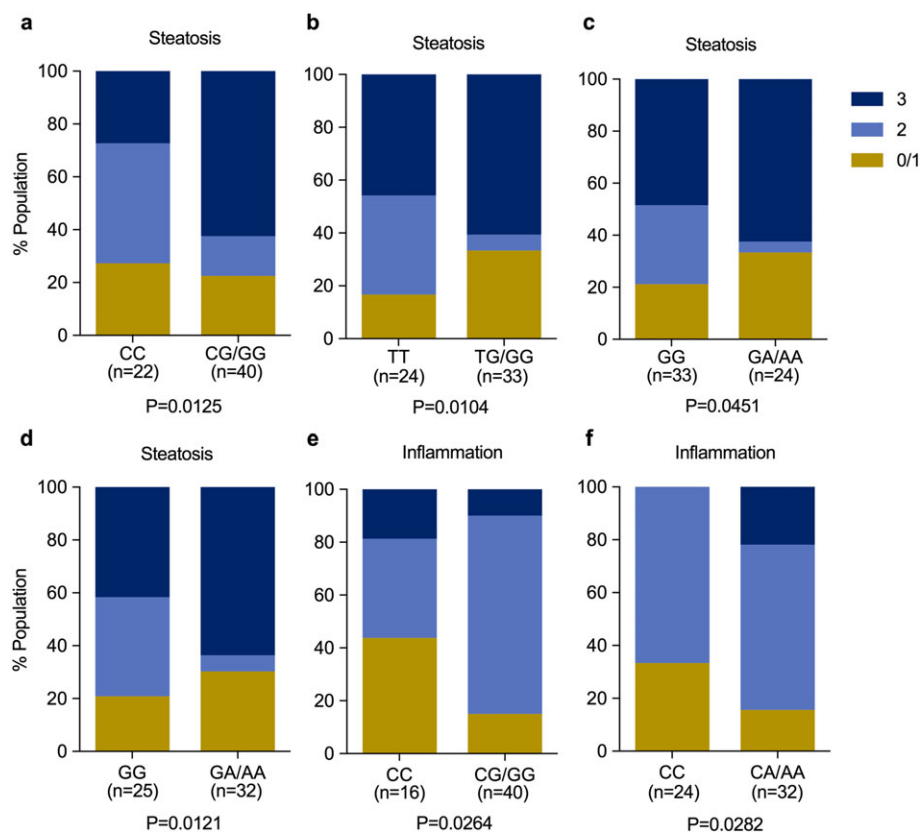 a
Steatosis
% Population
100
80
60
40
20
0
CC
(n=22)
CG/GG
(n=40)
P=0.0125
b
Steatosis
100
80
60
40
20
0
TT
(n=24)
TG/GG
(n=33)
P=0.0104
c
Steatosis
100
80
60
40
20
0
GG
(n=33)
GA/AA
(n=24)
P=0.0451
3
2
0/1
d
Steatosis
% Population
100
80
60
40
20
0
GG
(n=25)
GA/AA
(n=32)
P=0.0121
e
Inflammation
100
80
60
40
20
0
CC
(n=16)
CG/GG
(n=40)
P=0.0264
f
Inflammation
100
80
60
40
20
0
CC
(n=24)
CA/AA
(n=32)
P=0.0282